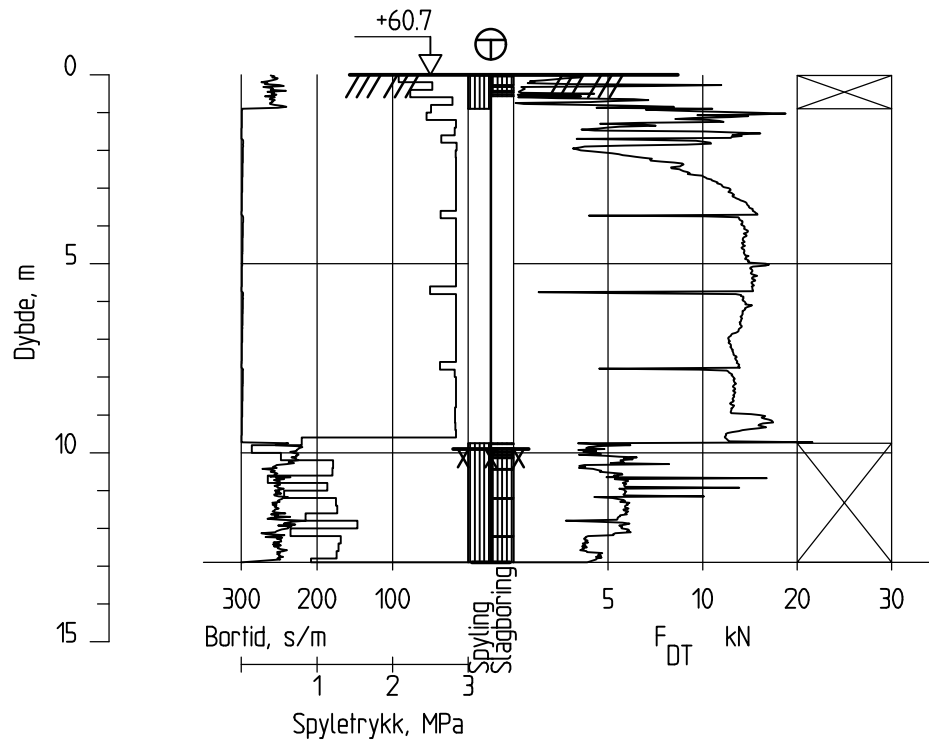 +60.7
0
5
10
15
Dybde, m
300 200 100 5 10 20 30
Bortid, s/m
Spyling
Slagboring
F_DT kN
1 2 3
Spyletrykk, MPa